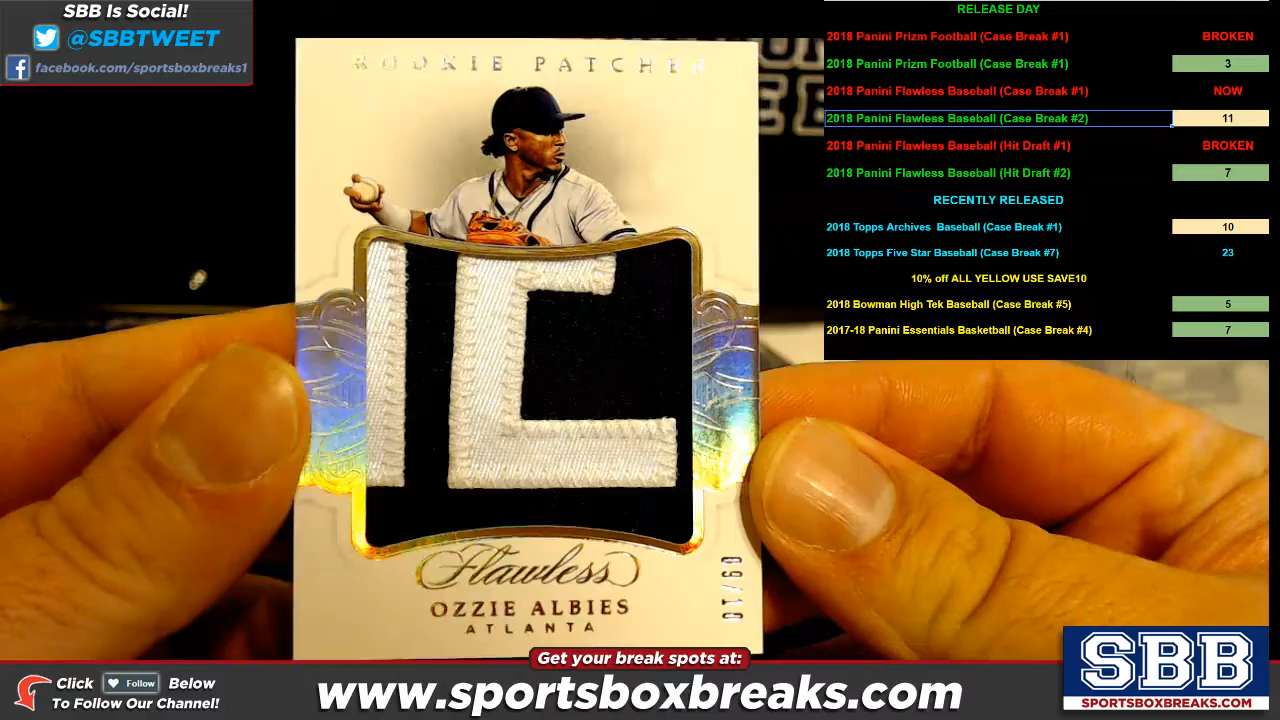 SBB Is Social!
@SBBTWEET
facebook.com/sportsboxbreaks1
RELEASE DAY
2018 Panini Prizm Football (Case Break #1) BROKEN
2018 Panini Prizm Football (Case Break #1) 3
2018 Panini Flawless Baseball (Case Break #1) NOW
2018 Panini Flawless Baseball (Case Break #2) 11
2018 Panini Flawless Baseball (Hit Draft #1) BROKEN
2018 Panini Flawless Baseball (Hit Draft #2) 7
RECENTLY RELEASED
2018 Topps Archives Baseball (Case Break #1) 10
2018 Topps Five Star Baseball (Case Break #7) 23
10% off ALL YELLOW USE SAVE10
2018 Bowman High Tek Baseball (Case Break #5) 5
2017-18 Panini Essentials Basketball (Case Break #4) 7
ROOKIE PATCHES
Flawless
OZZIE ALBIES
ATLANTA
09/10
Get your break spots at:
Click Follow Below
To Follow Our Channel!
www.sportsboxbreaks.com
SBB
SPORTSBOXBREAKS.COM